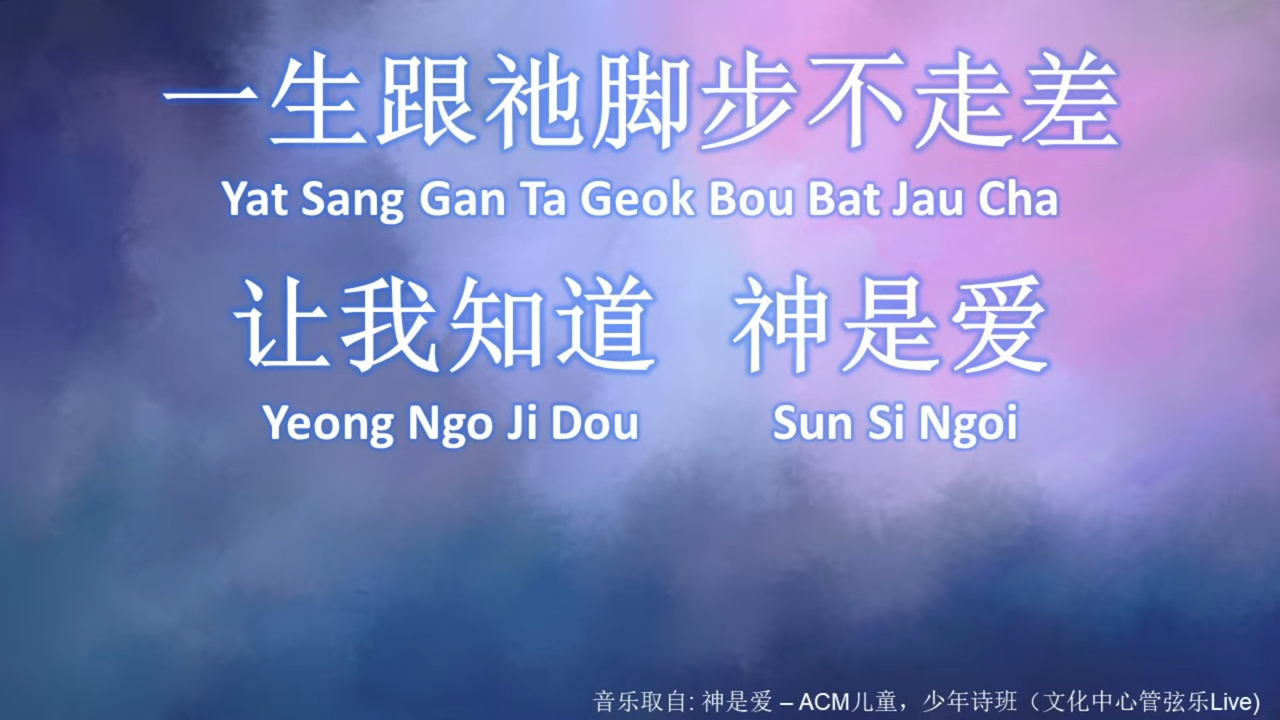 一生跟祂脚步不走差
Yat Sang Gan Ta Geok Bou Bat Jau Cha
让我知道 神是爱
Yeong Ngo Ji Dou Sun Si Ngoi
音乐取自: 神是爱 – ACM儿童，少年诗班（文化中心管弦乐Live)